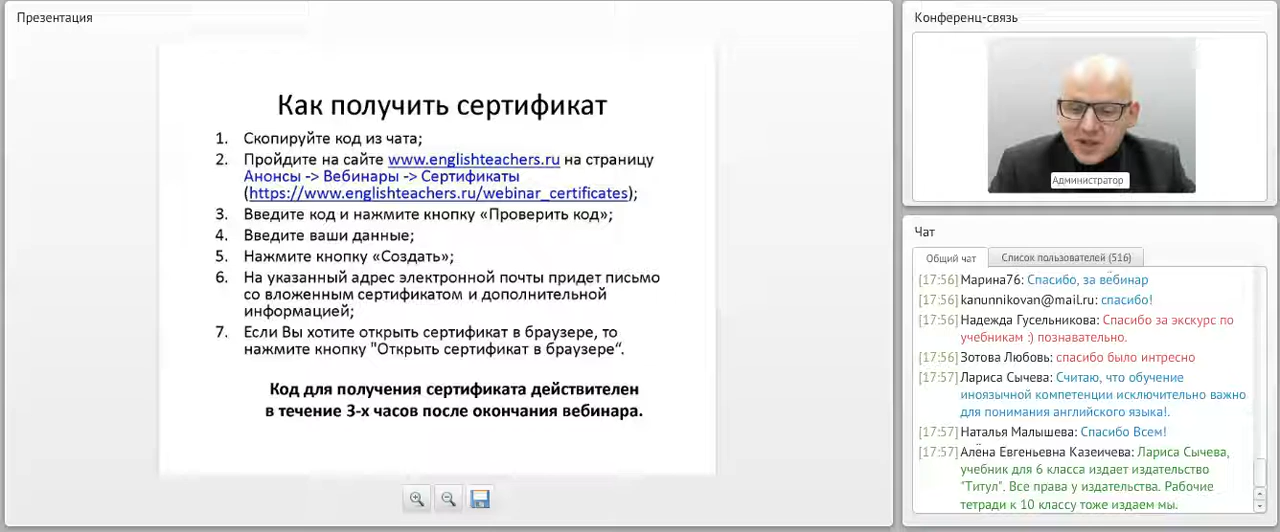 Презентация
Как получить сертификат
1. Скопируйте код из чата;
2. Пройдите на сайте www.englishteachers.ru на страницу
Анонсы -> Вебинары -> Сертификаты
(https://www.englishteachers.ru/webinar_certificates);
3. Введите код и нажмите кнопку «Проверить код»;
4. Введите ваши данные;
5. Нажмите кнопку «Создать»;
6. На указанный адрес электронной почты придет письмо
со вложенным сертификатом и дополнительной
информацией;
7. Если Вы хотите открыть сертификат в браузере, то
нажмите кнопку "Открыть сертификат в браузере“.
Код для получения сертификата действителен
в течение 3-х часов после окончания вебинара.
Конференц-связь
Администратор
Чат
Общий чат
Список пользователей (516)
[17:56] Марина76: Спасибо, за вебинар
[17:56] kanunnikovan@mail.ru: спасибо!
[17:56] Надежда Гусельникова: Спасибо за экскурс по
учебникам :) познавательно.
[17:56] Зотова Любовь: спасибо было интресно
[17:57] Лариса Сычева: Считаю, что обучение
иноязычной компетенции исключительно важно
для понимания английского языка!.
[17:57] Наталья Малышева: Спасибо Всем!
[17:57] Алёна Евгеньевна Казеичева: Лариса Сычева,
учебник для 6 класса издает издательство
"Титул". Все права у издательства. Рабочие
тетради к 10 классу тоже издаем мы.